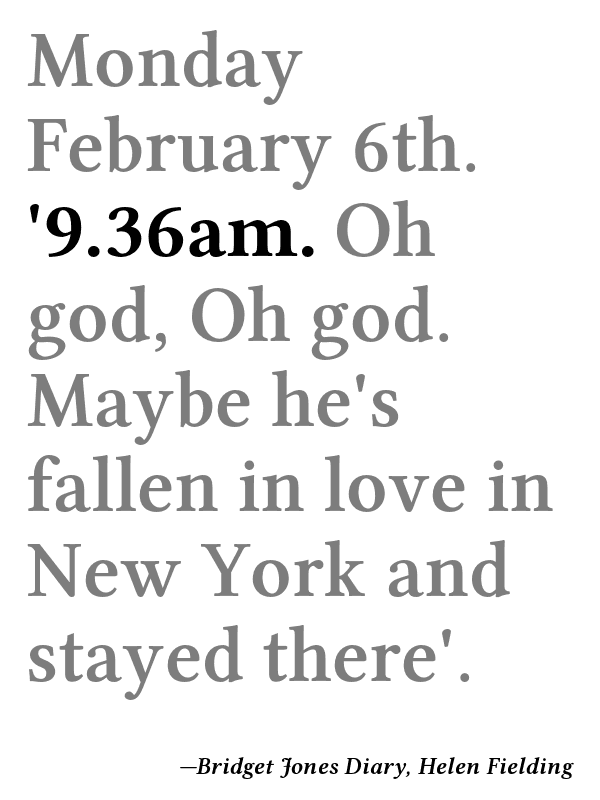 Monday
February 6th.
'9.36am. Oh
god, Oh god.
Maybe he's
fallen in love in
New York and
stayed there'.
—Bridget Jones Diary, Helen Fielding